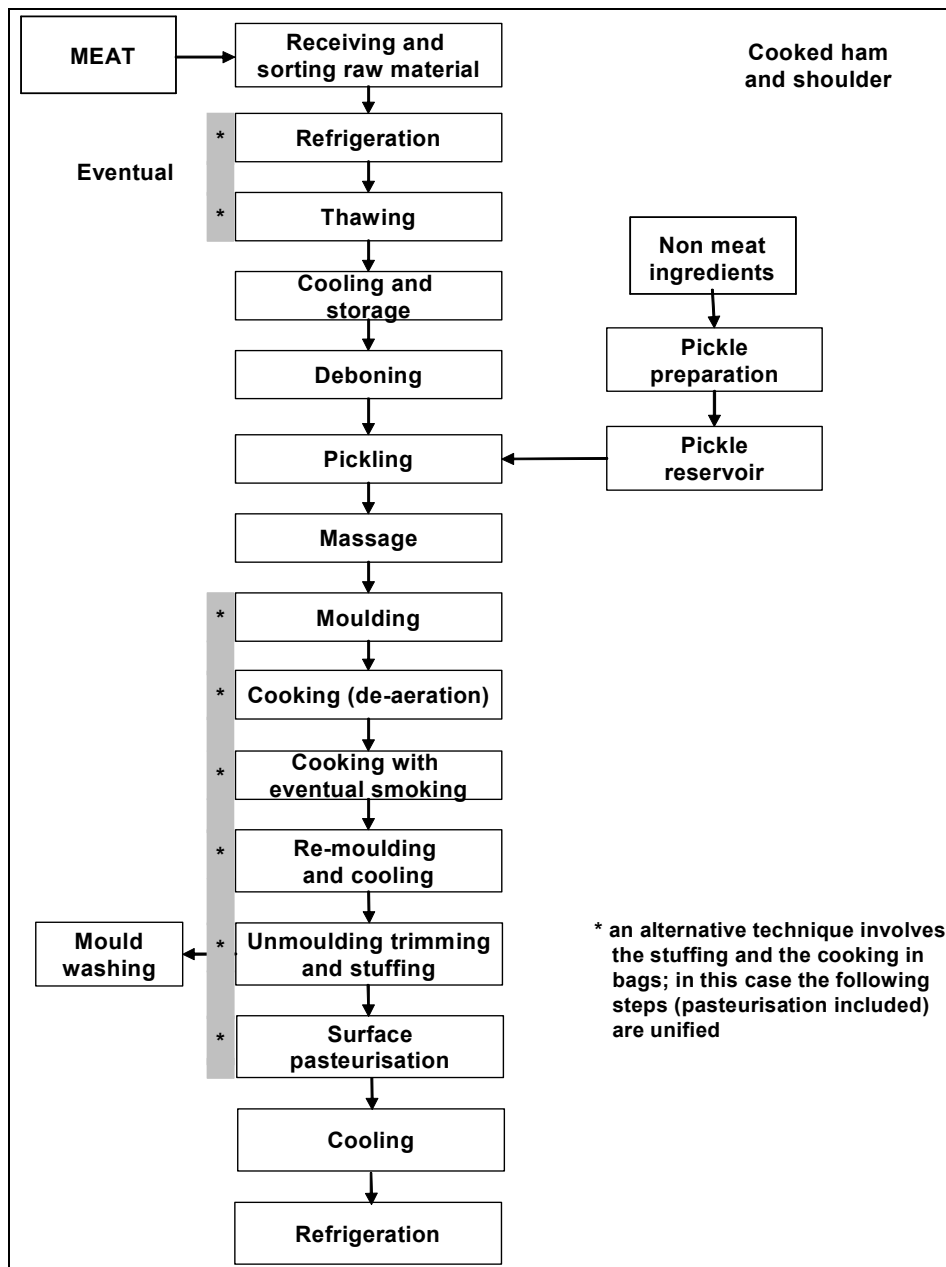 MEAT
Receiving and
sorting raw material
Cooked ham
and shoulder
*
Refrigeration
Eventual
*
Thawing
Non meat
ingredients
Cooling and
storage
Pickle
preparation
Deboning
Pickling
Pickle
reservoir
Massage
*
Moulding
*
Cooking (de-aeration)
*
Cooking with
eventual smoking
*
Re-moulding
and cooling
Mould
washing
*
Unmoulding trimming
and stuffing
* an alternative technique involves
the stuffing and the cooking in
bags; in this case the following
steps (pasteurisation included)
are unified
*
Surface
pasteurisation
Cooling
Refrigeration